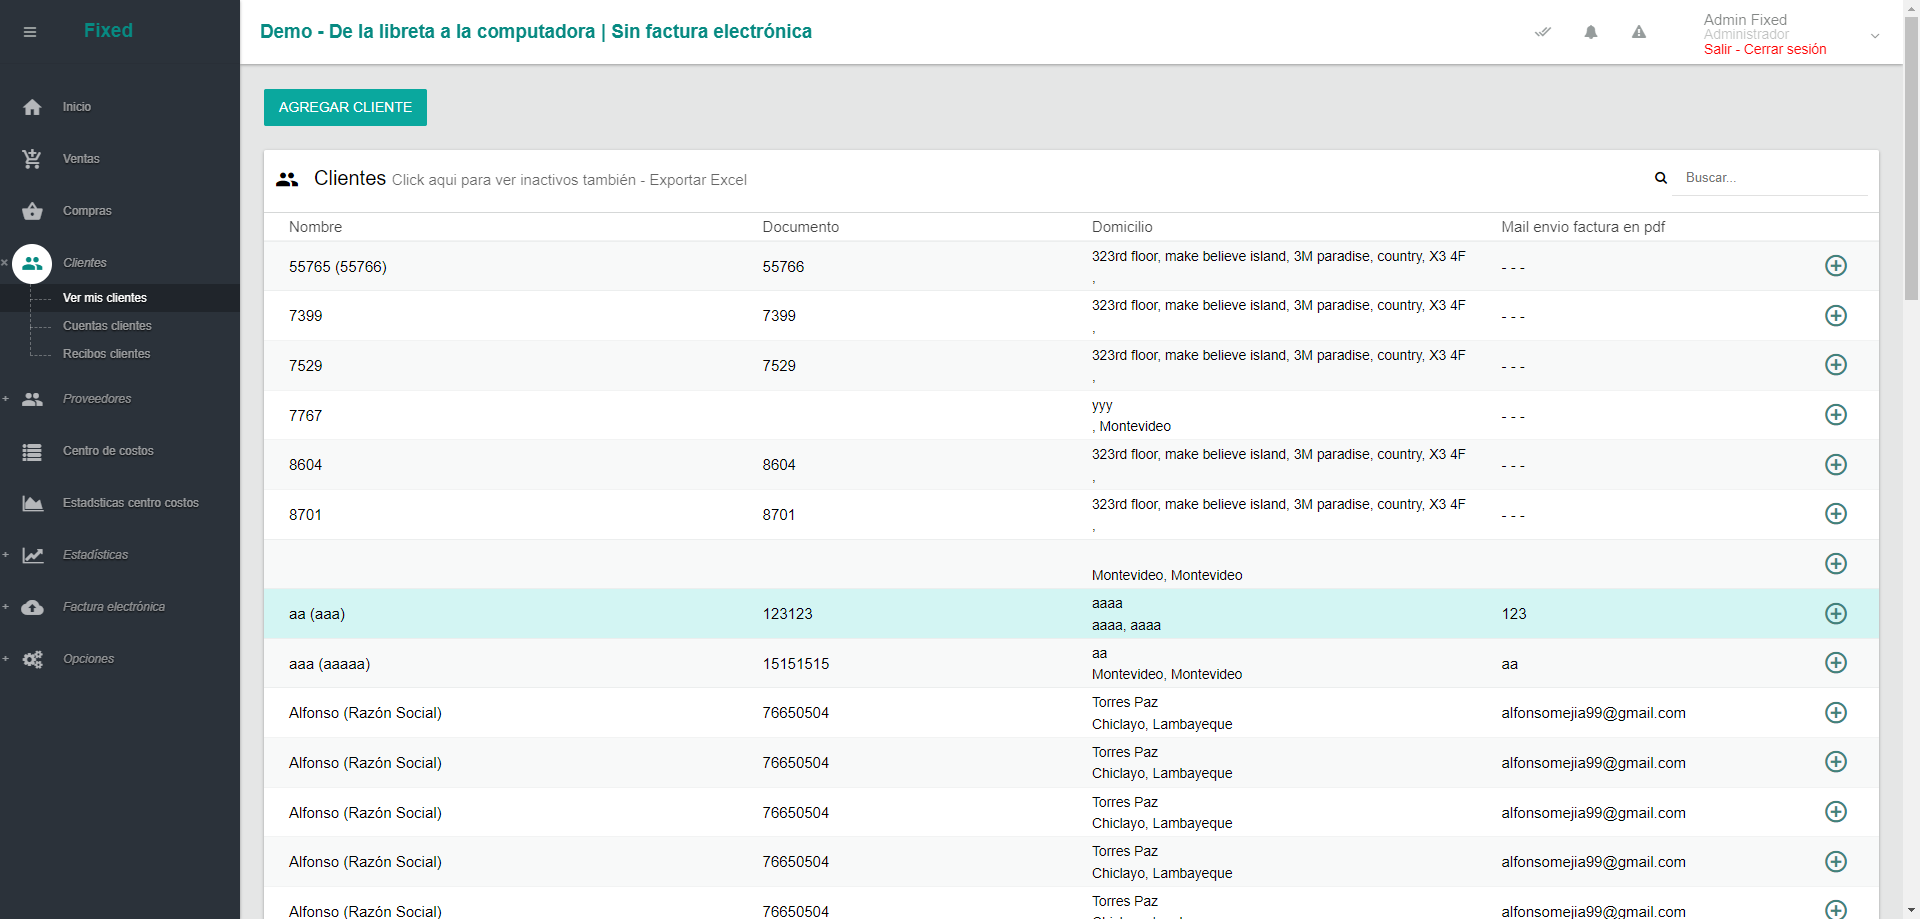 Fixed
Demo - De la libreta a la computadora | Sin factura electrónica
Admin Fixed
Administrador
Salir - Cerrar sesión
Inicio
Ventas
Compras
Clientes
Ver mis clientes
Cuentas clientes
Recibos clientes
Proveedores
Centro de costos
Estadsticas centro costos
Estadísticas
Factura electrónica
Opciones
AGREGAR CLIENTE
Clientes Click aqui para ver inactivos también - Exportar Excel
Buscar...
Nombre Documento Domicilio Mail envio factura en pdf
55765 (55766) 55766 323rd floor, make believe island, 3M paradise, country, X3 4F - - -
,
7399 7399 323rd floor, make believe island, 3M paradise, country, X3 4F - - -
,
7529 7529 323rd floor, make believe island, 3M paradise, country, X3 4F - - -
,
7767 yyy - - -
, Montevideo
8604 8604 323rd floor, make believe island, 3M paradise, country, X3 4F - - -
,
8701 8701 323rd floor, make believe island, 3M paradise, country, X3 4F - - -
,
Montevideo, Montevideo
aa (aaa) 123123 aaaa 123
aaaa, aaaa
aaa (aaaaa) 15151515 aa aa
Montevideo, Montevideo
Alfonso (Razón Social) 76650504 Torres Paz alfonsomejia99@gmail.com
Chiclayo, Lambayeque
Alfonso (Razón Social) 76650504 Torres Paz alfonsomejia99@gmail.com
Chiclayo, Lambayeque
Alfonso (Razón Social) 76650504 Torres Paz alfonsomejia99@gmail.com
Chiclayo, Lambayeque
Alfonso (Razón Social) 76650504 Torres Paz alfonsomejia99@gmail.com
Chiclayo, Lambayeque
Alfonso (Razón Social) 76650504 Torres Paz alfonsomejia99@gmail.com